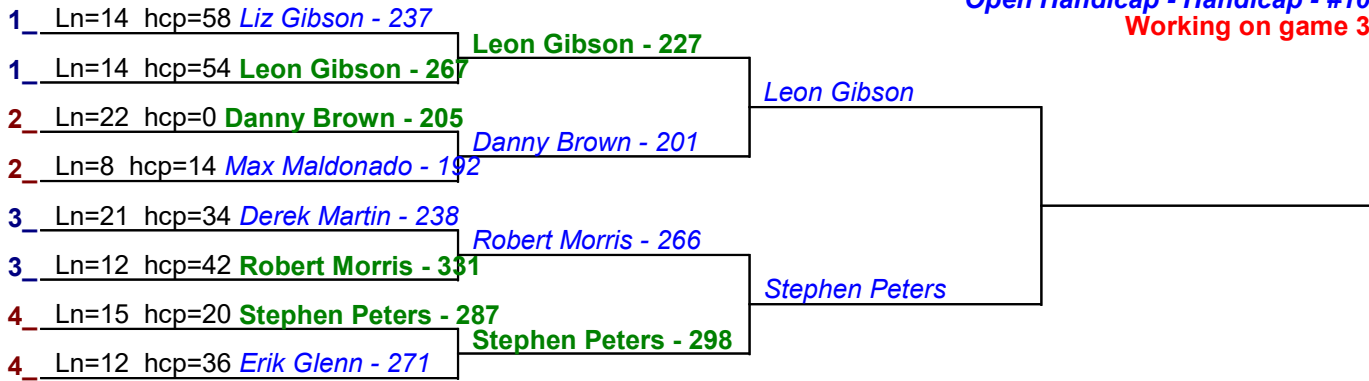 Open Handicap - Handicap - #10
Working on game 3
1_ Ln=14 hcp=58 Liz Gibson - 237
1_ Ln=14 hcp=54 Leon Gibson - 267
2_ Ln=22 hcp=0 Danny Brown - 205
2_ Ln=8 hcp=14 Max Maldonado - 192
3_ Ln=21 hcp=34 Derek Martin - 238
3_ Ln=12 hcp=42 Robert Morris - 331
4_ Ln=15 hcp=20 Stephen Peters - 287
4_ Ln=12 hcp=36 Erik Glenn - 271
Leon Gibson - 227
Danny Brown - 201
Robert Morris - 266
Stephen Peters - 298
Leon Gibson
Stephen Peters